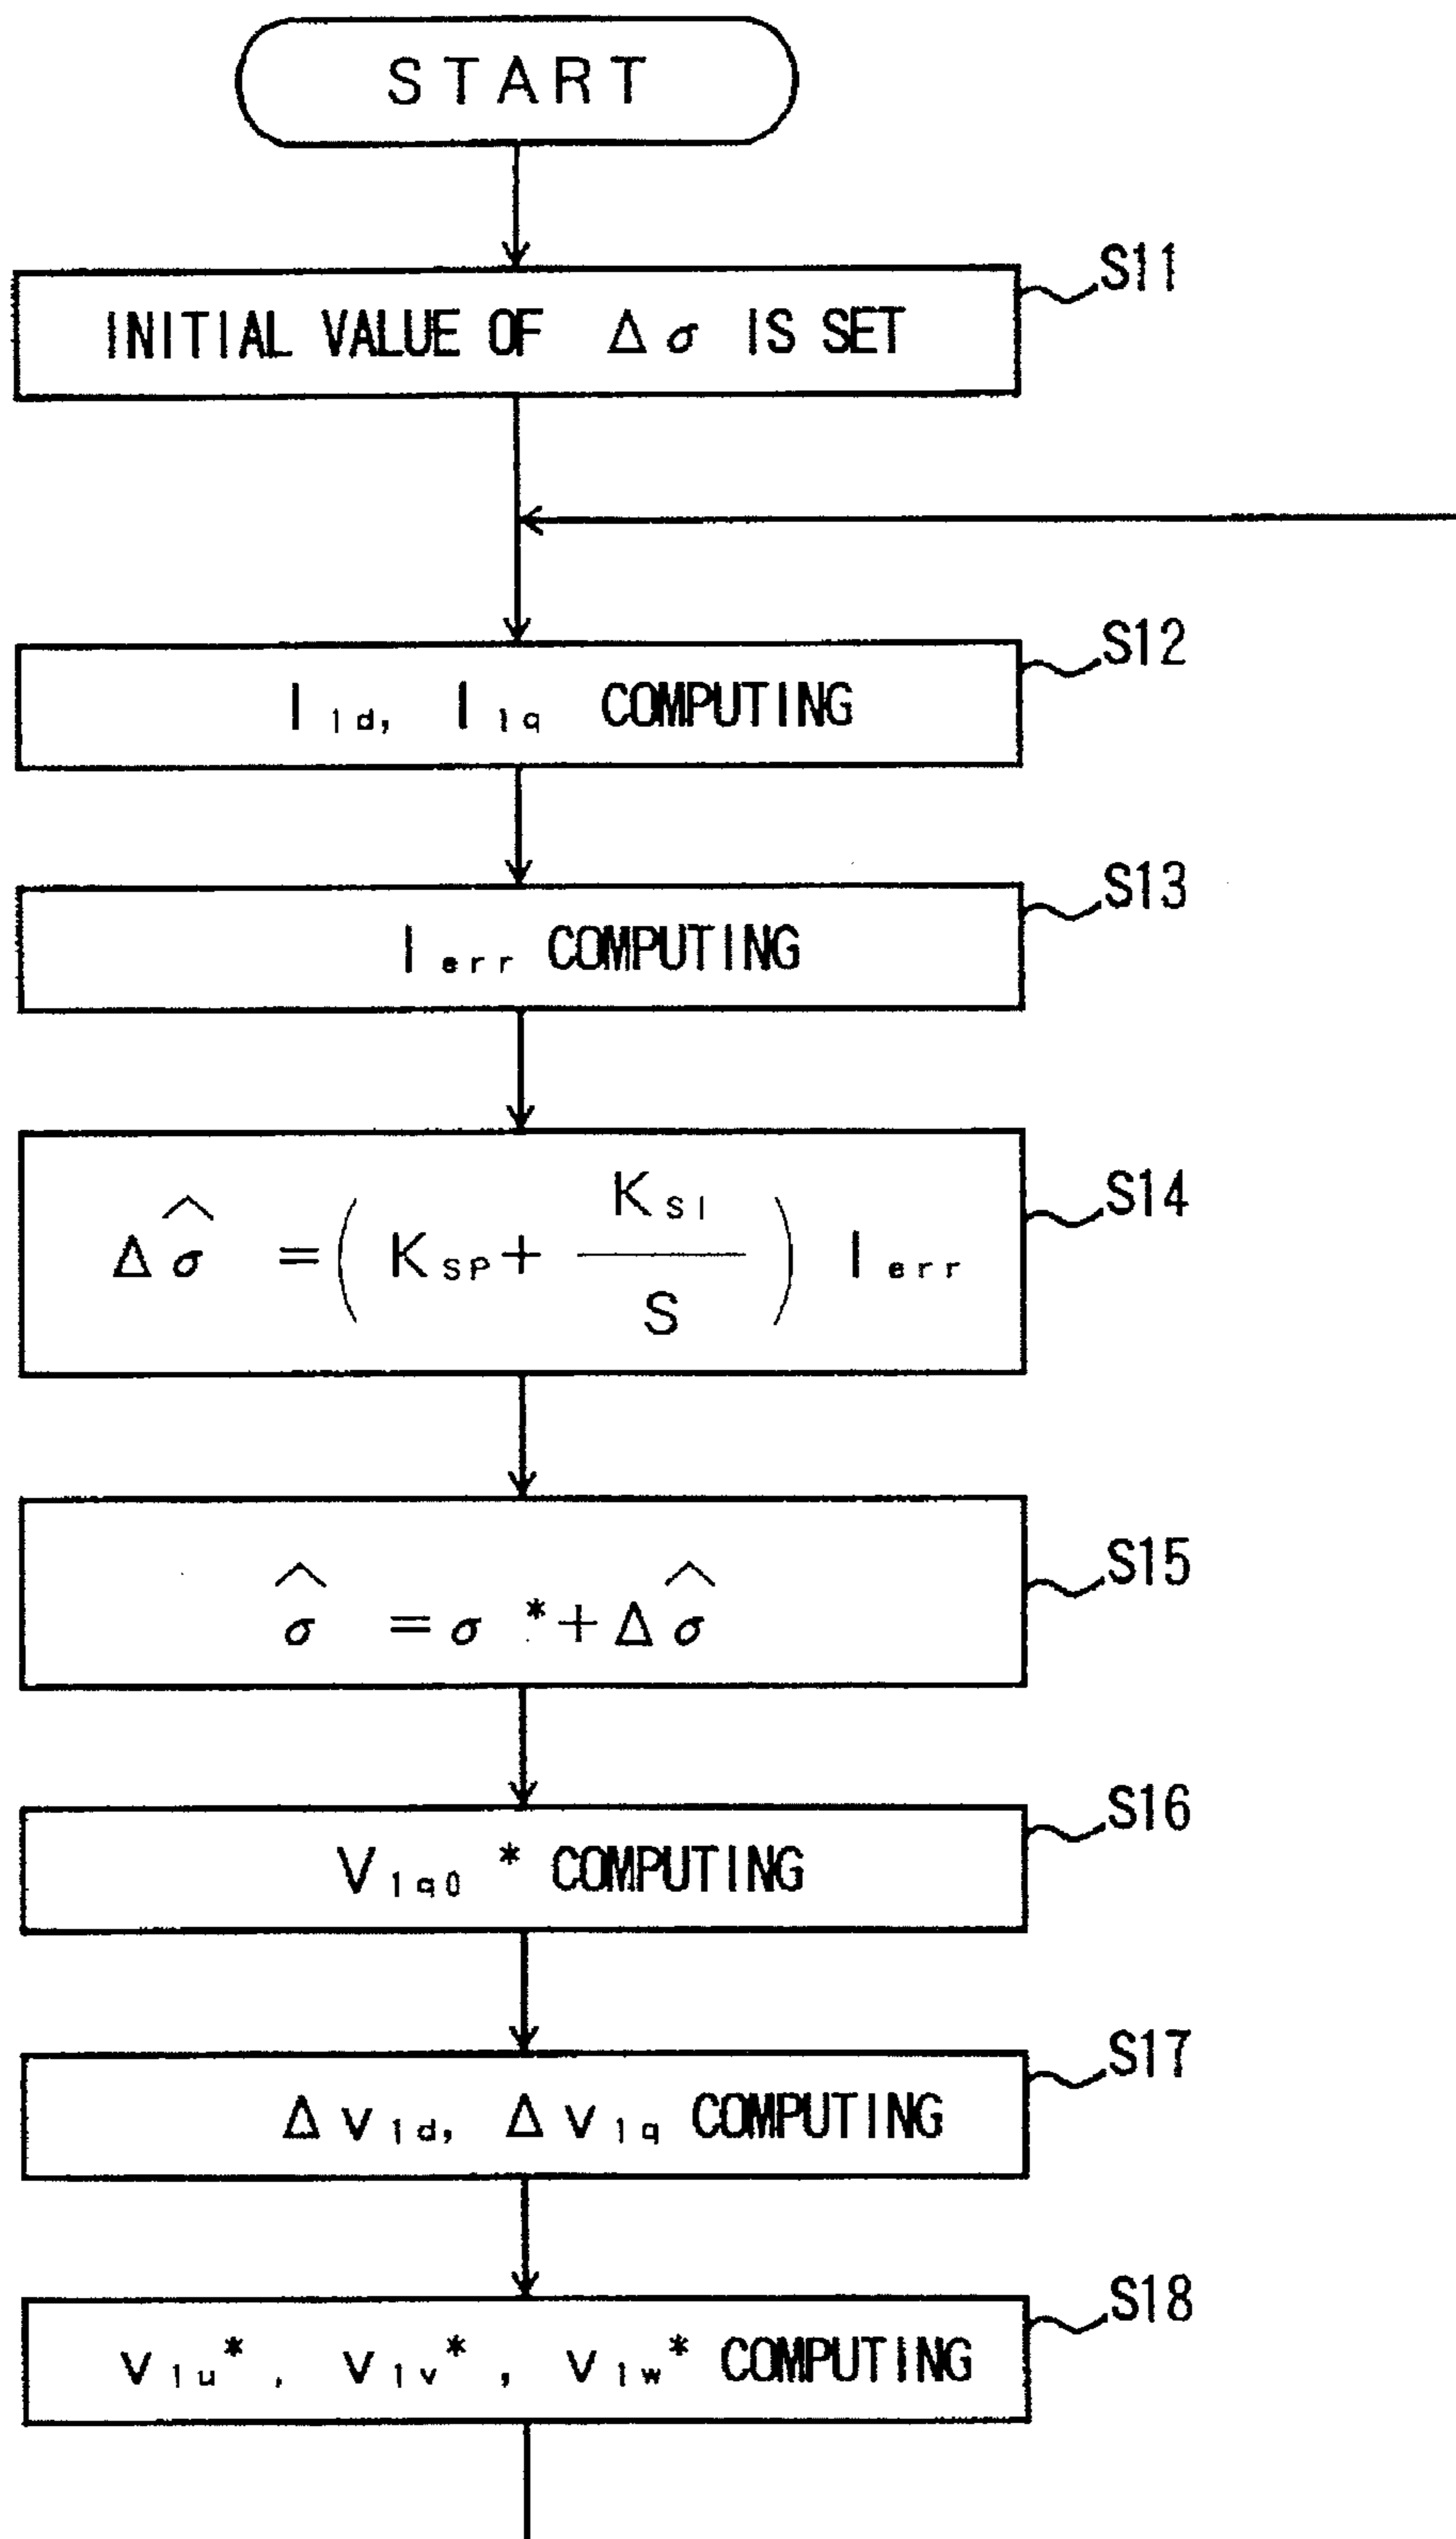 START
S11
INITIAL VALUE OF Δσ IS SET
S12
I₁d, I₁q COMPUTING
S13
Ierr COMPUTING
S14
Δσ̂ = ( KSP + KSI / S ) Ierr
S15
σ̂ = σ * + Δσ̂
S16
V₁q0 * COMPUTING
S17
Δv₁d, Δv₁q COMPUTING
S18
v₁u*, v₁v*, v₁w* COMPUTING